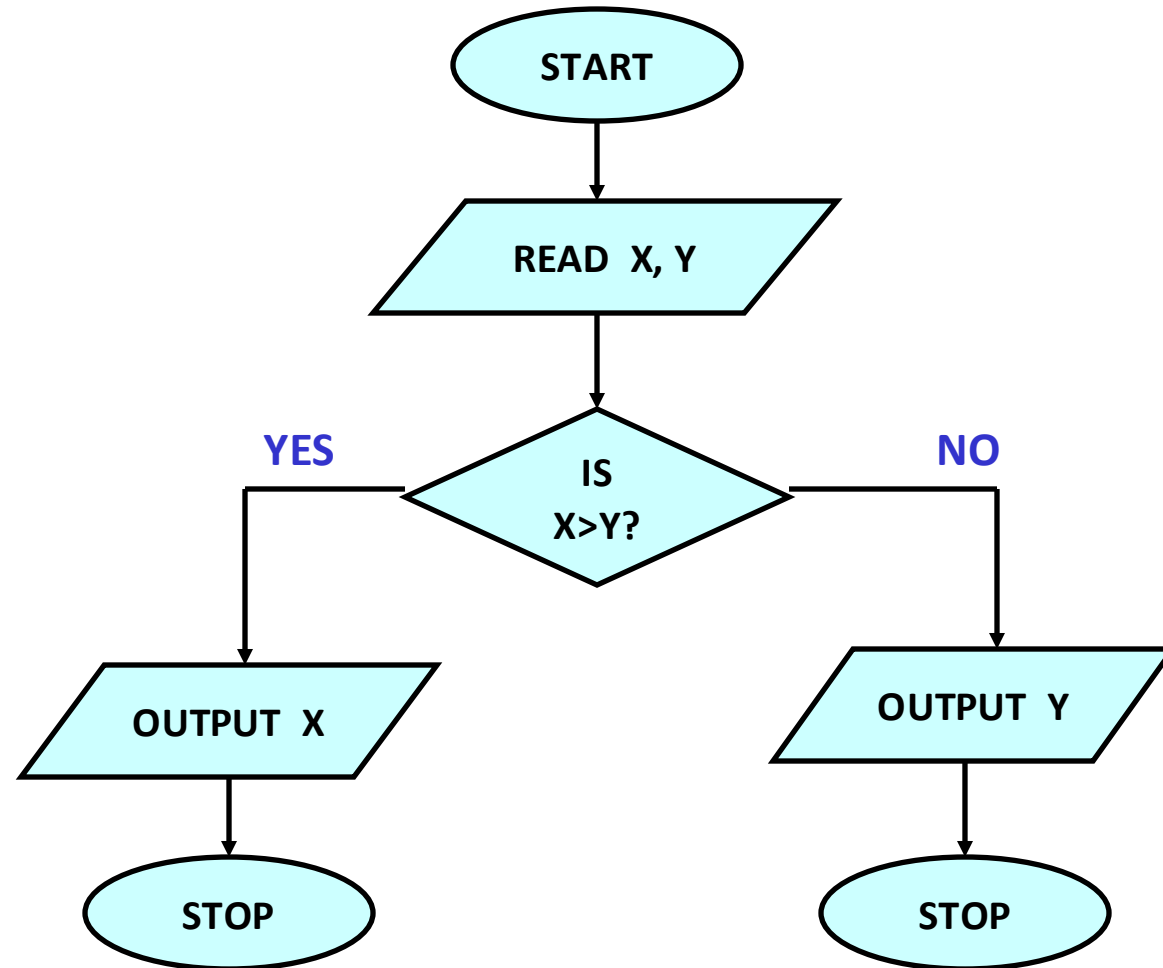 START
READ X, Y
YES
IS
X>Y?
NO
OUTPUT X
OUTPUT Y
STOP
STOP